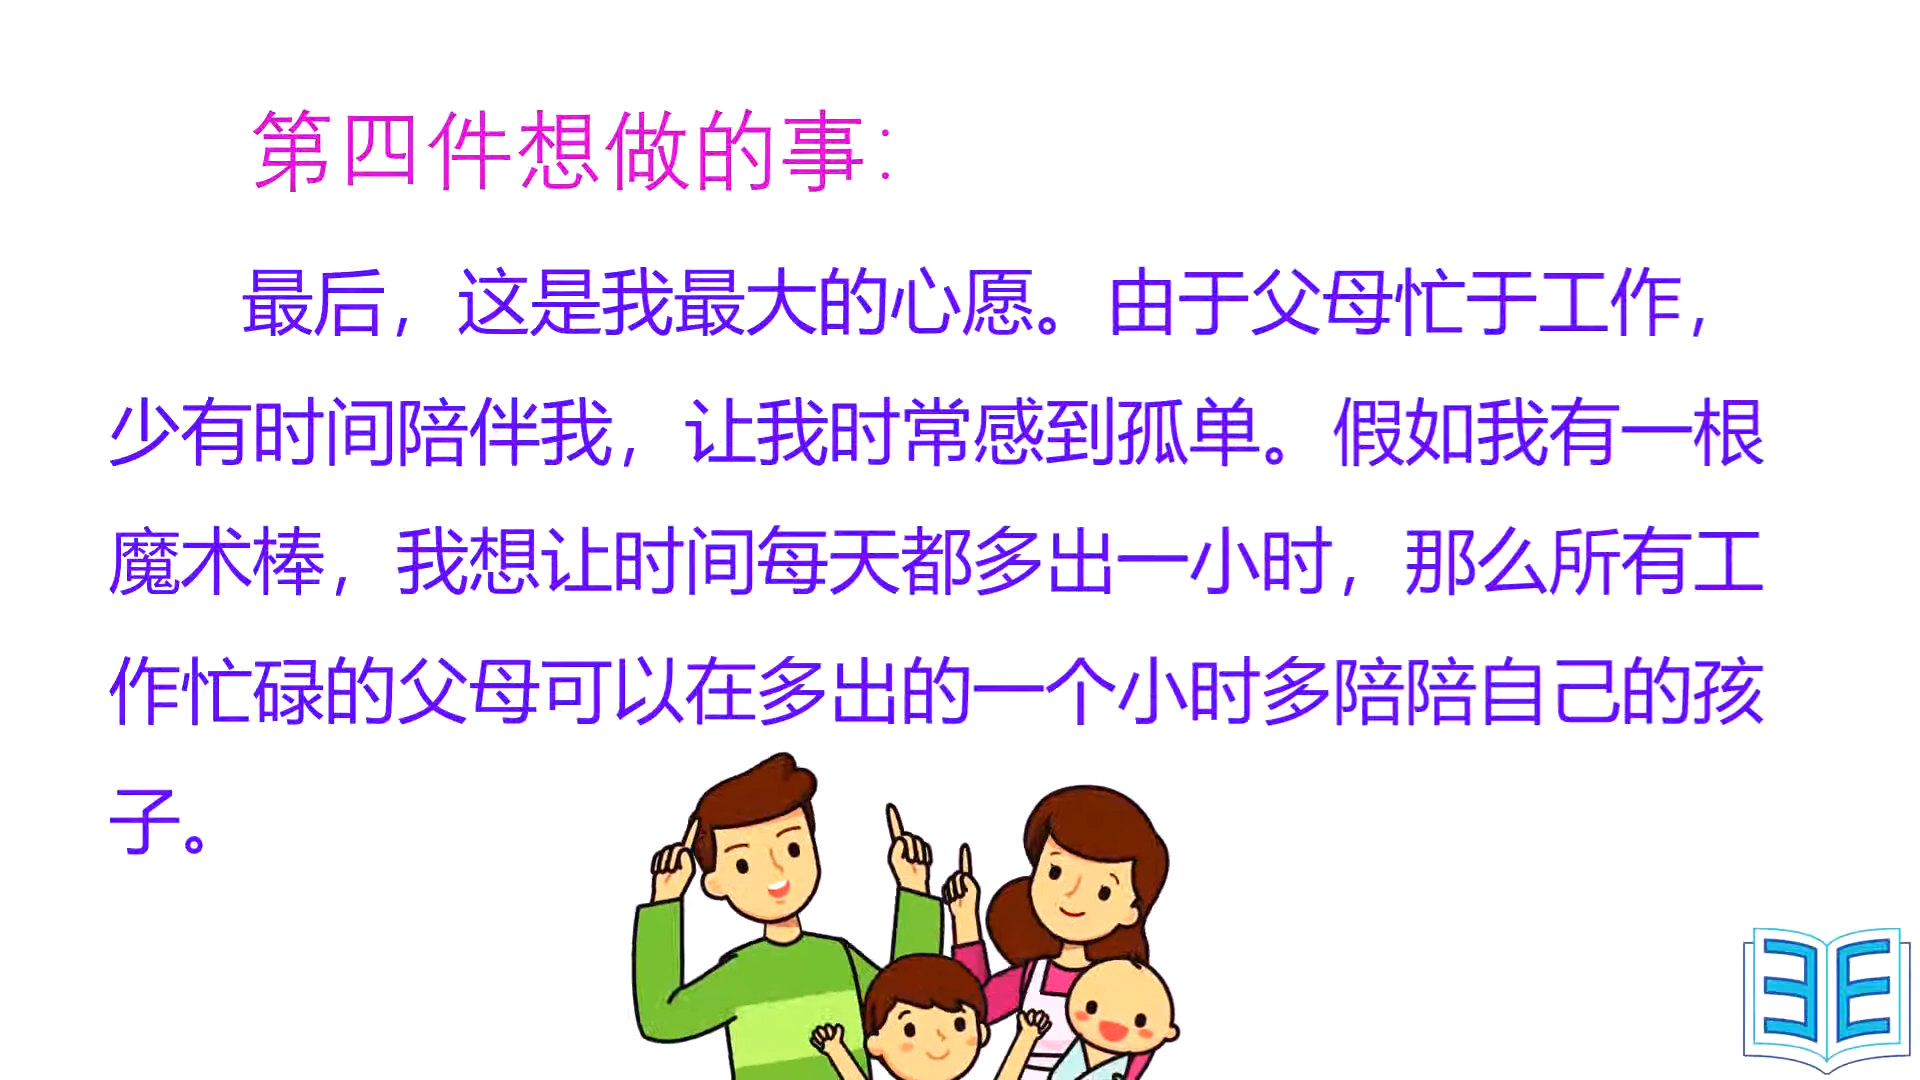 第四件想做的事：
最后，这是我最大的心愿。由于父母忙于工作，
少有时间陪伴我，让我时常感到孤单。假如我有一根
魔术棒，我想让时间每天都多出一小时，那么所有工
作忙碌的父母可以在多出的一个小时多陪陪自己的孩
子。